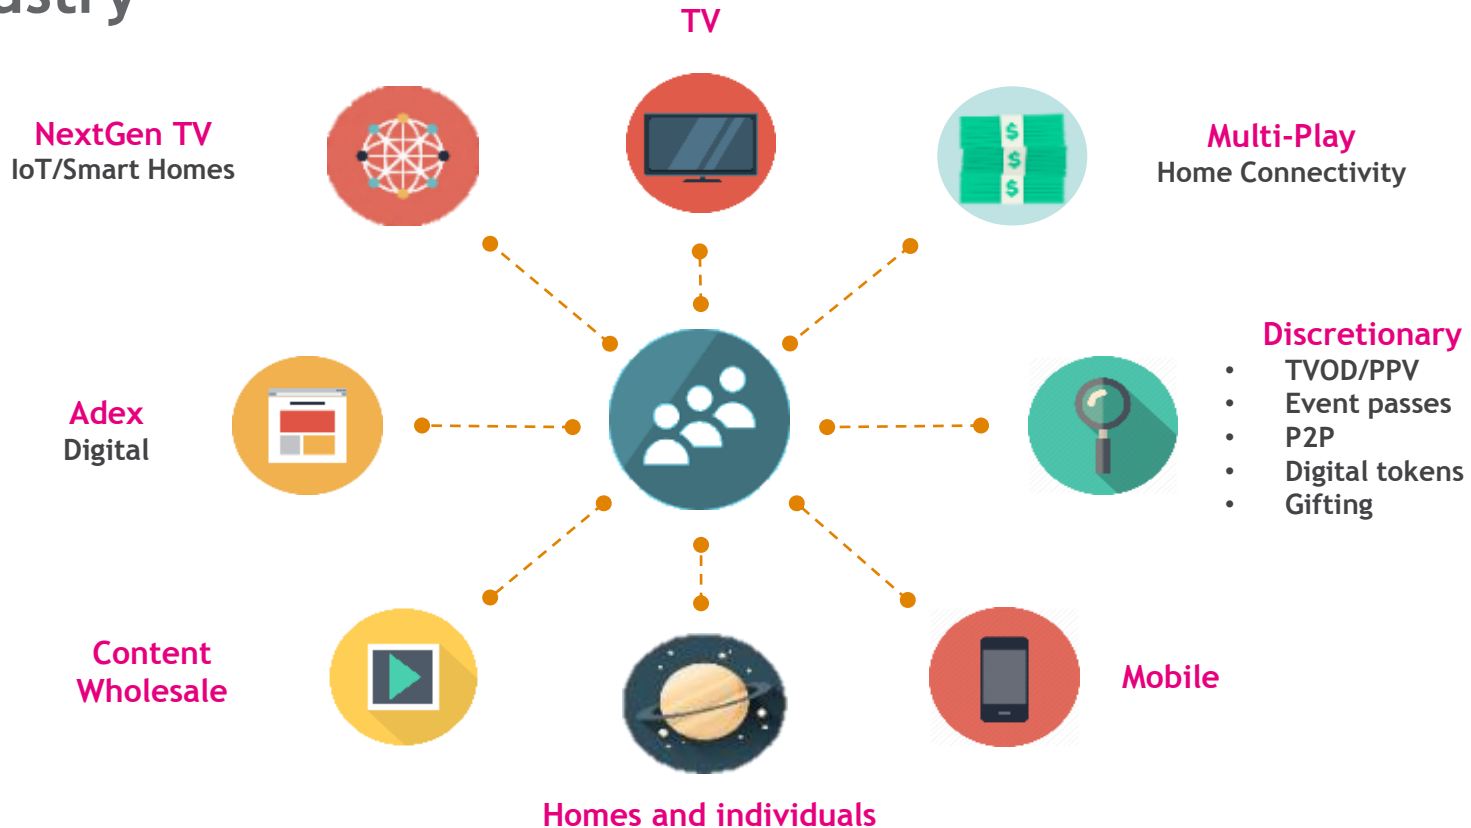 TV
NextGen TV
IoT/Smart Homes
Multi-Play
Home Connectivity
Discretionary
• TVOD/PPV
• Event passes
• P2P
• Digital tokens
• Gifting
Adex
Digital
Content
Wholesale
Mobile
Homes and individuals
$
$
$